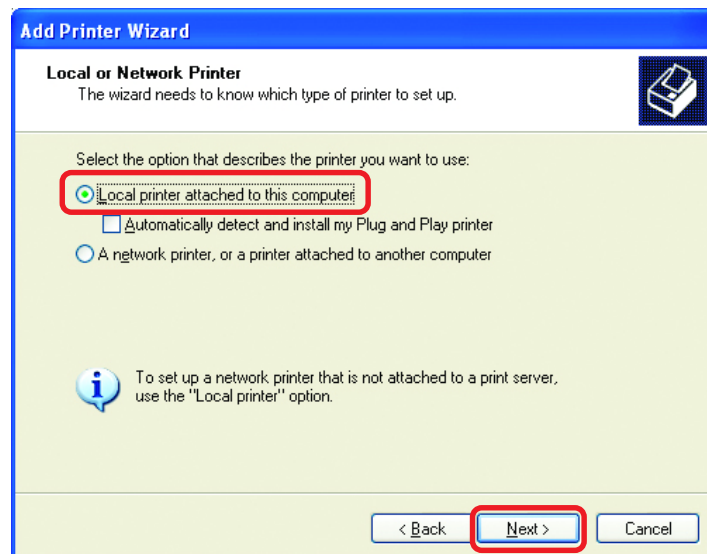 Add Printer Wizard
Local or Network Printer
The wizard needs to know which type of printer to set up.
Select the option that describes the printer you want to use:
Local printer attached to this computer
Automatically detect and install my Plug and Play printer
A network printer, or a printer attached to another computer
To set up a network printer that is not attached to a print server,
use the "Local printer" option.
< Back
Next >
Cancel